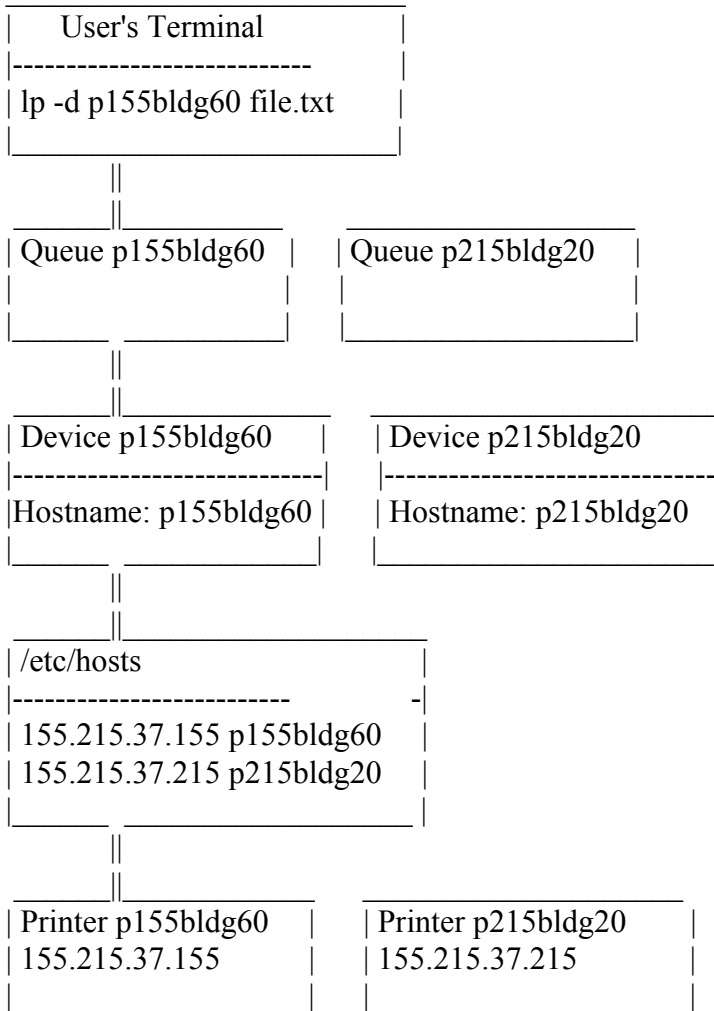 User's Terminal
lp -d p155bldg60 file.txt
Queue p155bldg60 Queue p215bldg20
Device p155bldg60 Device p215bldg20
Hostname: p155bldg60 Hostname: p215bldg20
/etc/hosts
155.215.37.155 p155bldg60
155.215.37.215 p215bldg20
Printer p155bldg60 Printer p215bldg20
155.215.37.155 155.215.37.215